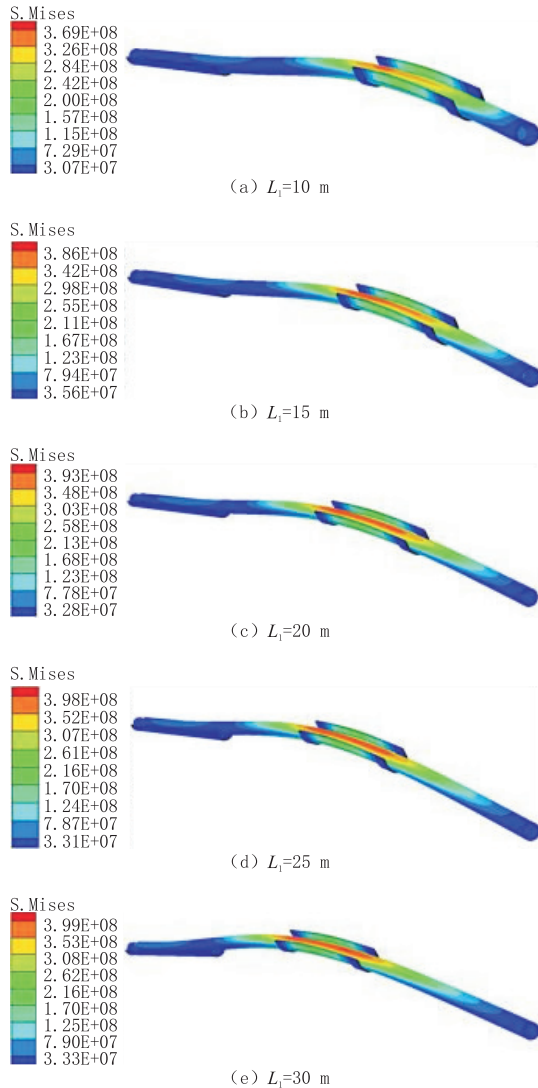 S.Mises
3.69E+08
3.26E+08
2.84E+08
2.42E+08
2.00E+08
1.57E+08
1.15E+08
7.29E+07
3.07E+07
（a）L₁=10 m
S.Mises
3.86E+08
3.42E+08
2.98E+08
2.55E+08
2.11E+08
1.67E+08
1.23E+08
7.94E+07
3.56E+07
（b）L₁=15 m
S.Mises
3.93E+08
3.48E+08
3.03E+08
2.58E+08
2.13E+08
1.68E+08
1.23E+08
7.78E+07
3.28E+07
（c）L₁=20 m
S.Mises
3.98E+08
3.52E+08
3.07E+08
2.61E+08
2.16E+08
1.70E+08
1.24E+08
7.87E+07
3.31E+07
（d）L₁=25 m
S.Mises
3.99E+08
3.53E+08
3.08E+08
2.62E+08
2.16E+08
1.70E+08
1.25E+08
7.90E+07
3.33E+07
（e）L₁=30 m